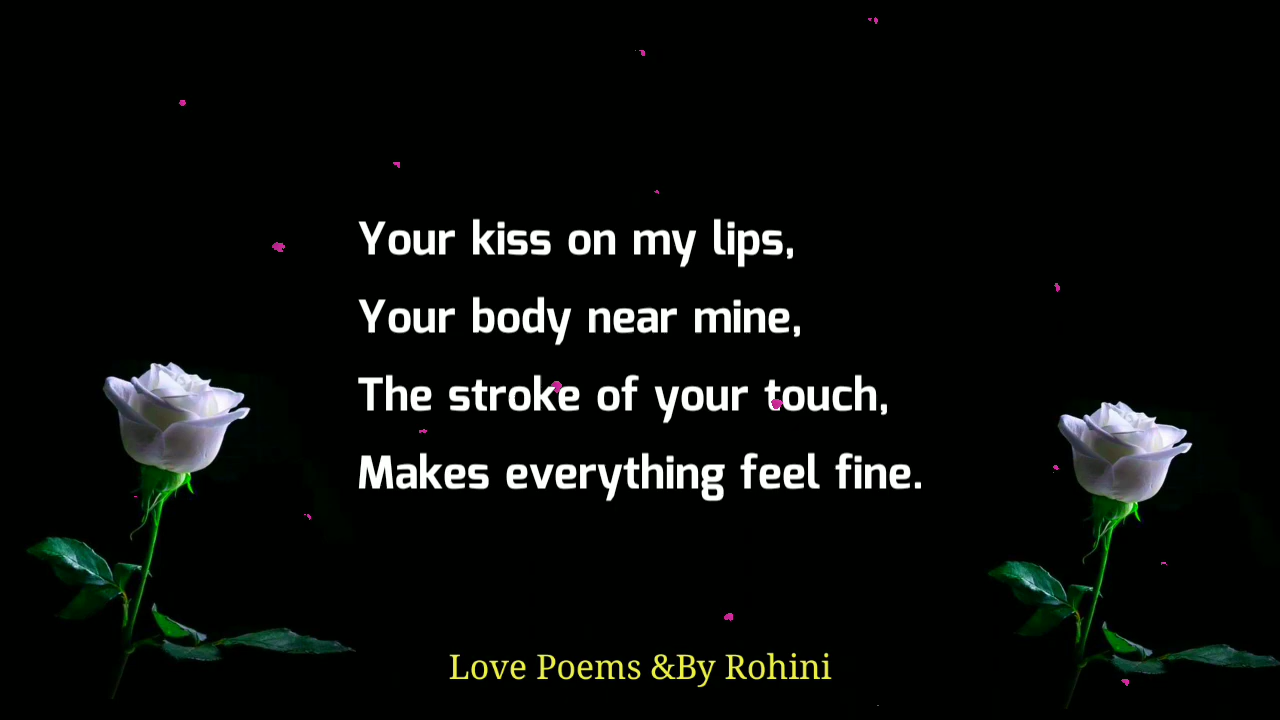 Your kiss on my lips,
Your body near mine,
The stroke of your touch,
Makes everything feel fine.
Love Poems &By Rohini